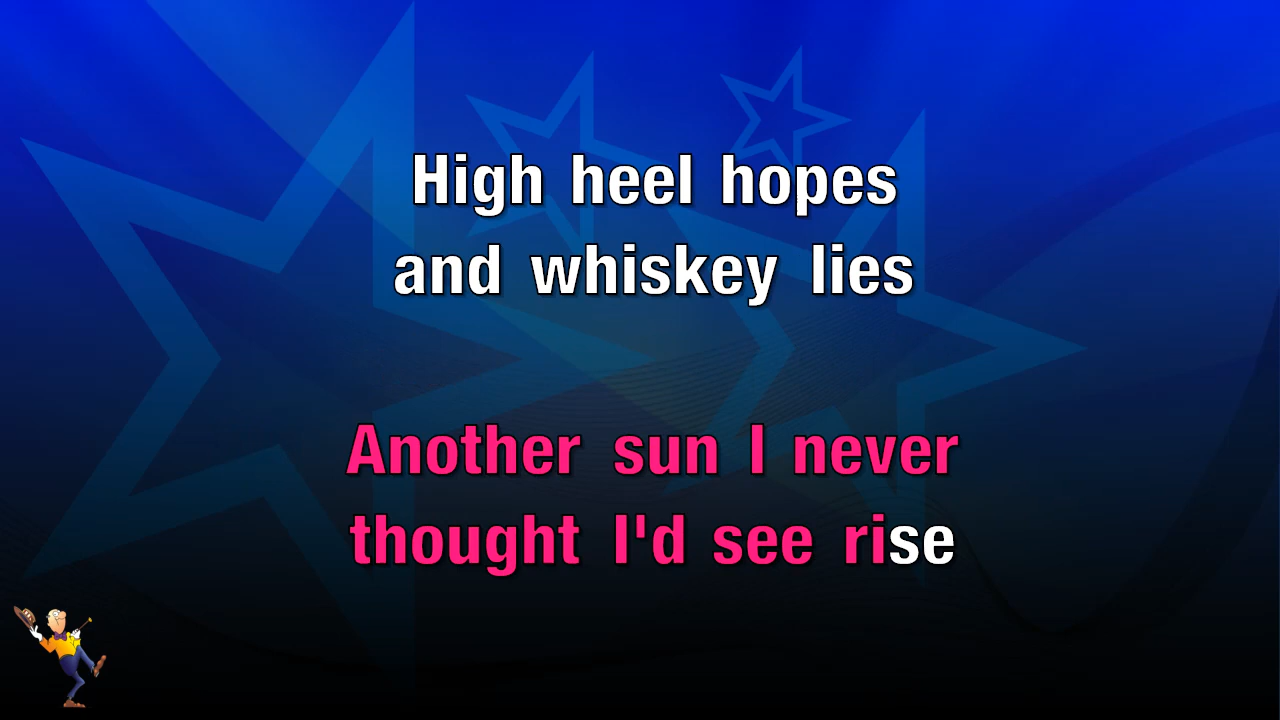 High heel hopes
and whiskey lies
Another sun I never
thought I'd see rise